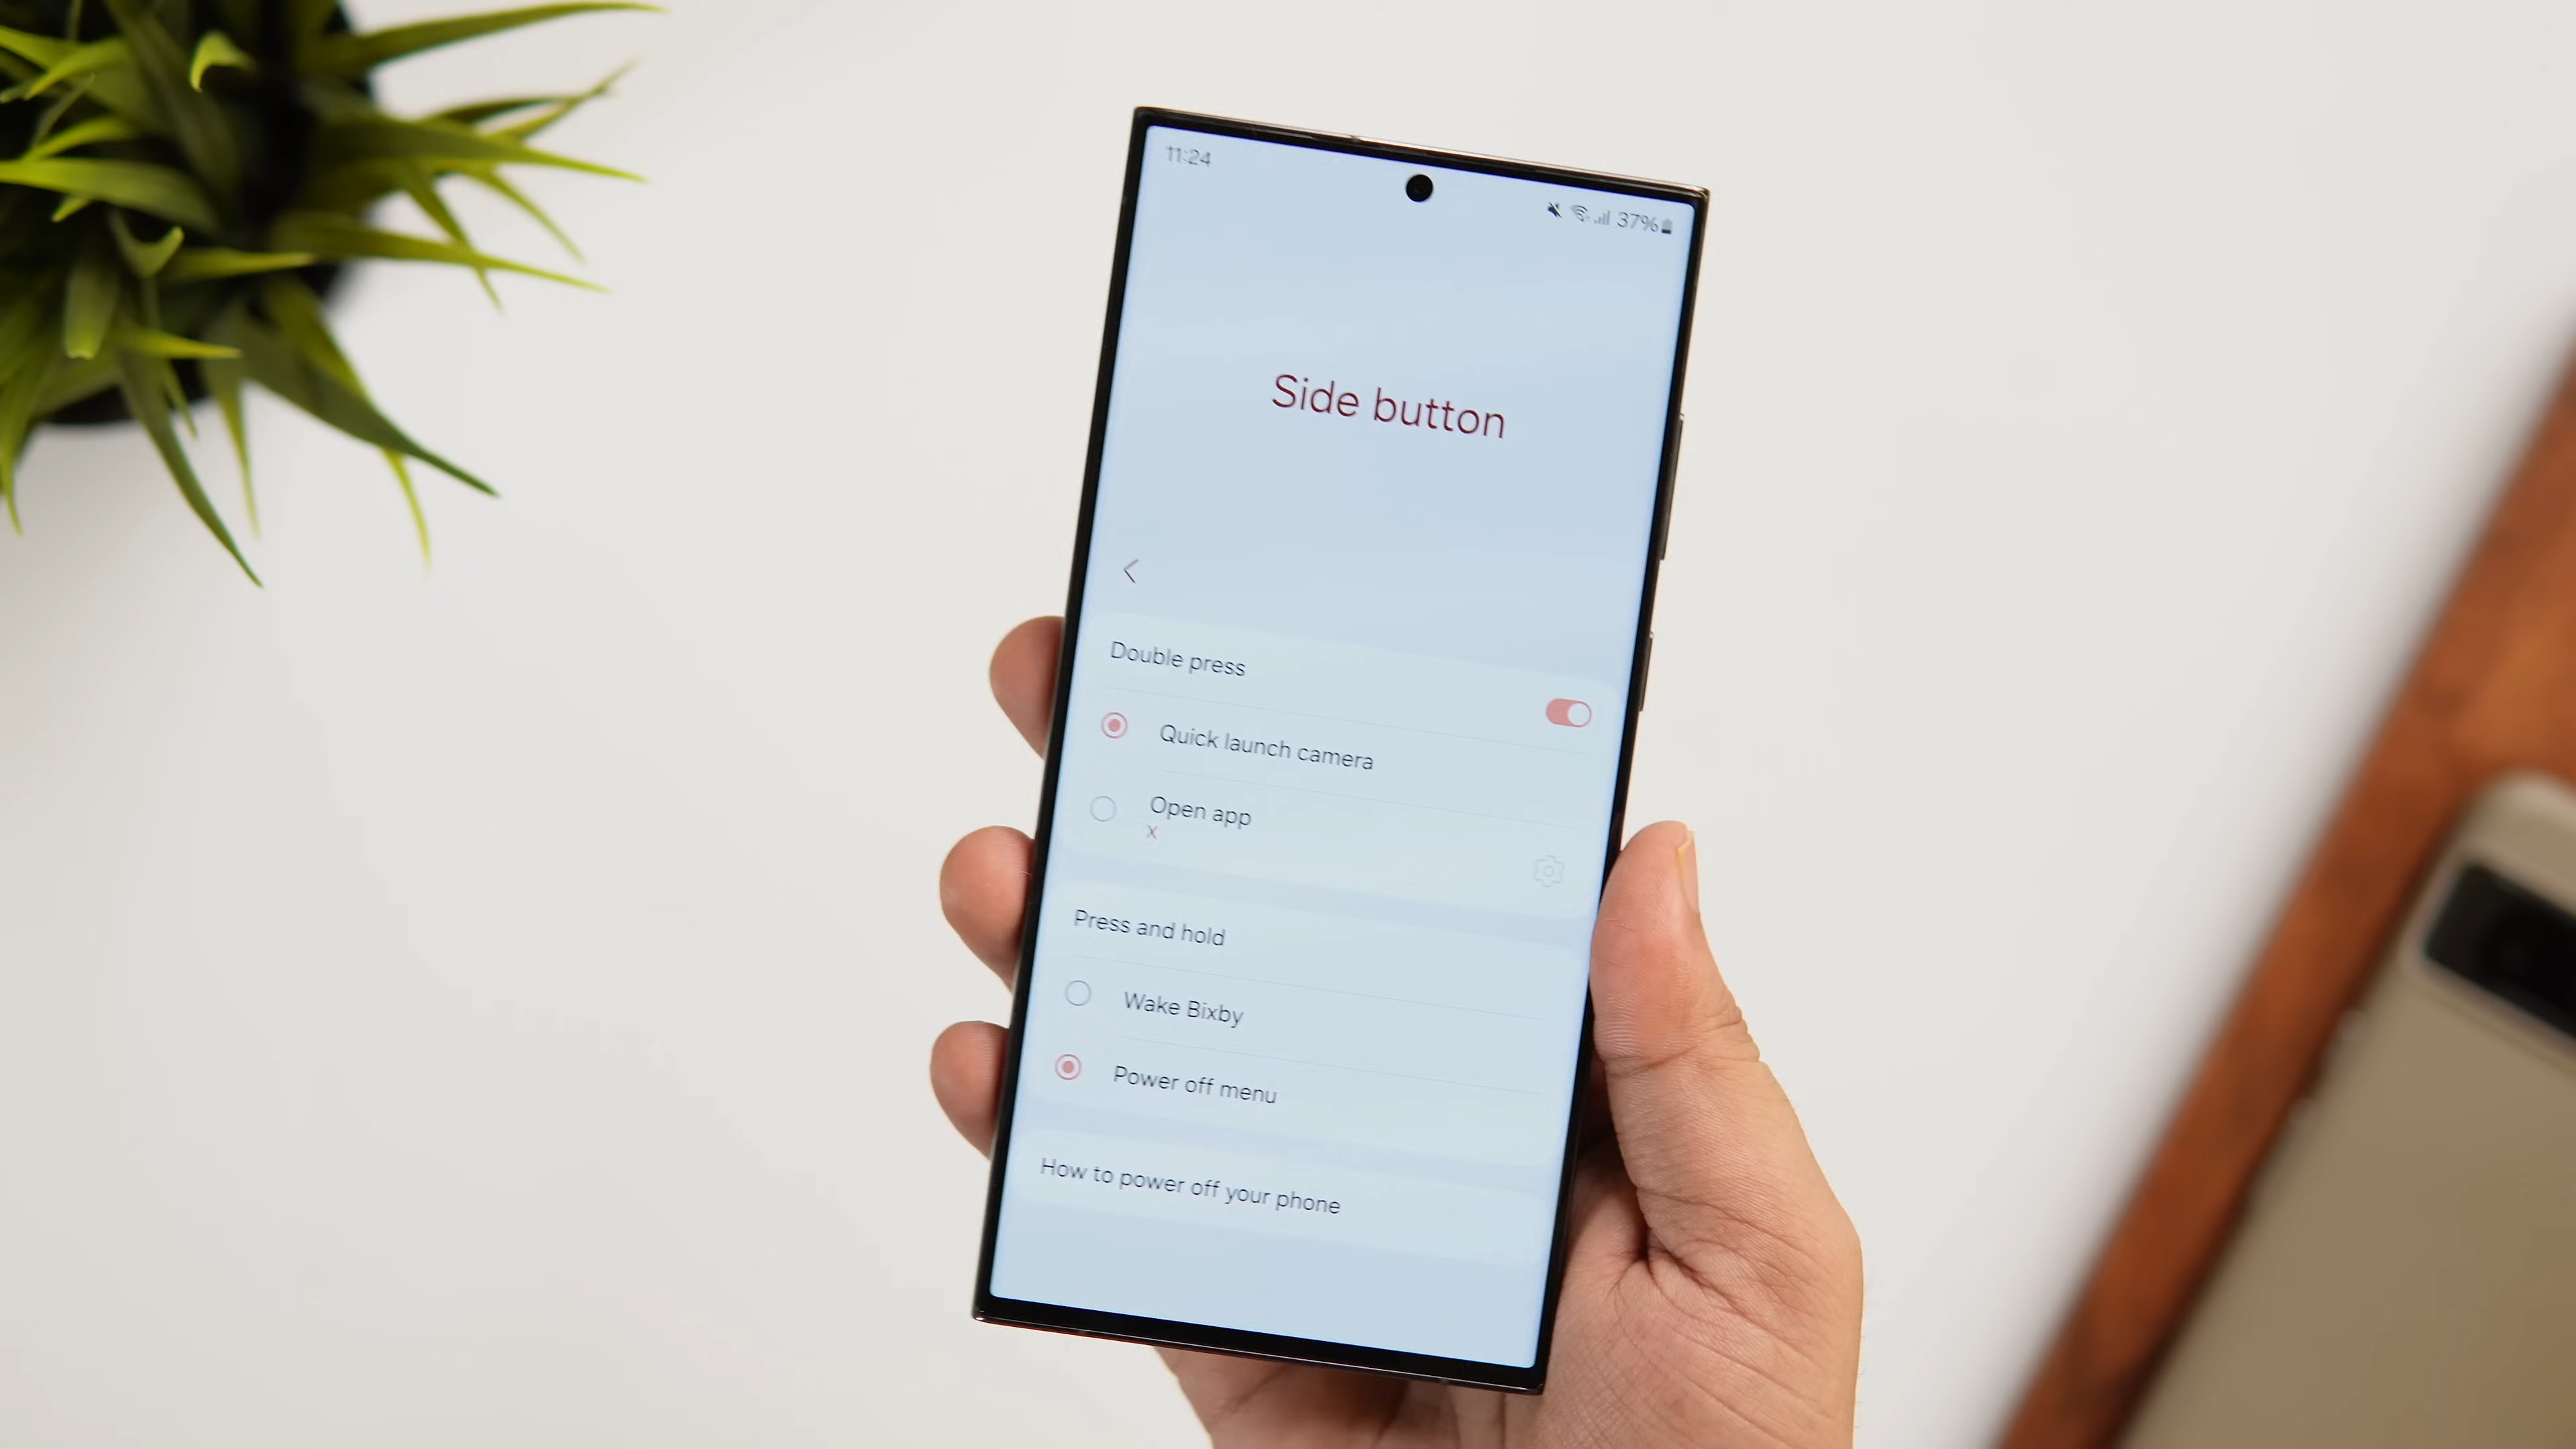 11:24
37%
Side button
Double press
Quick launch camera
Open app
X
Press and hold
Wake Bixby
Power off menu
How to power off your phone